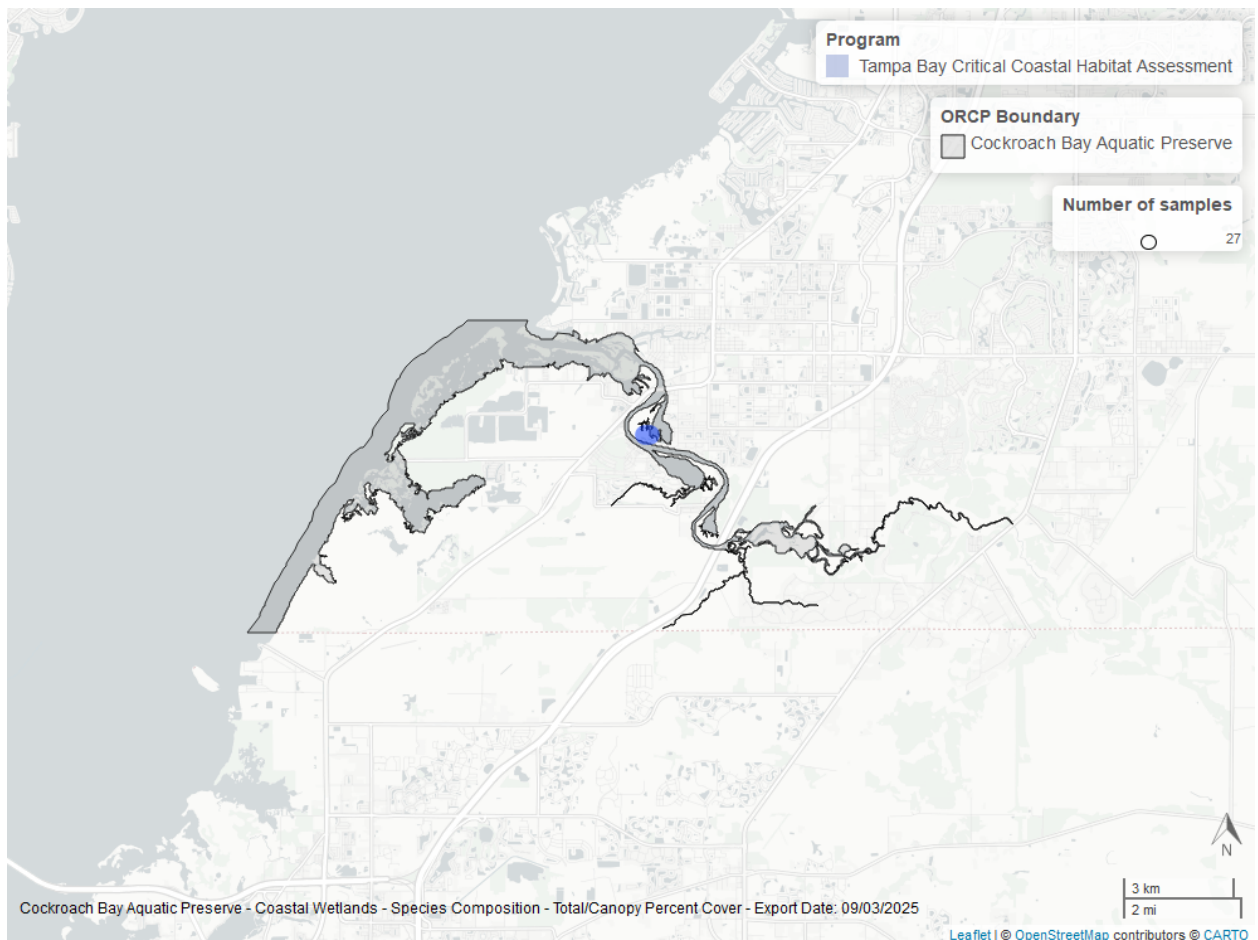 Program
Tampa Bay Critical Coastal Habitat Assessment
ORCP Boundary
Cockroach Bay Aquatic Preserve
Number of samples
27
N
3 km
2 mi
Cockroach Bay Aquatic Preserve - Coastal Wetlands - Species Composition - Total/Canopy Percent Cover - Export Date: 09/03/2025
Leaflet | © OpenStreetMap contributors © CARTO